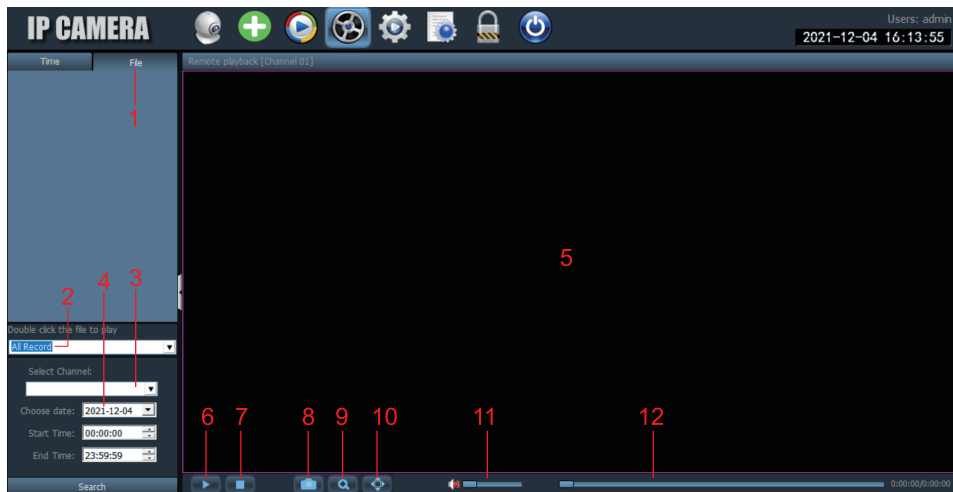 IP CAMERA
Users: admin
2021-12-04 16:13:55
Time
File
Remote playback [Channel 01]
1
5
4
3
2
Double click the file to play
All Record
Select Channel:
Choose date: 2021-12-04
Start Time: 00:00:00
End Time: 23:59:59
Search
6
7
8
9
10
11
12
0:00:00/0:00:00